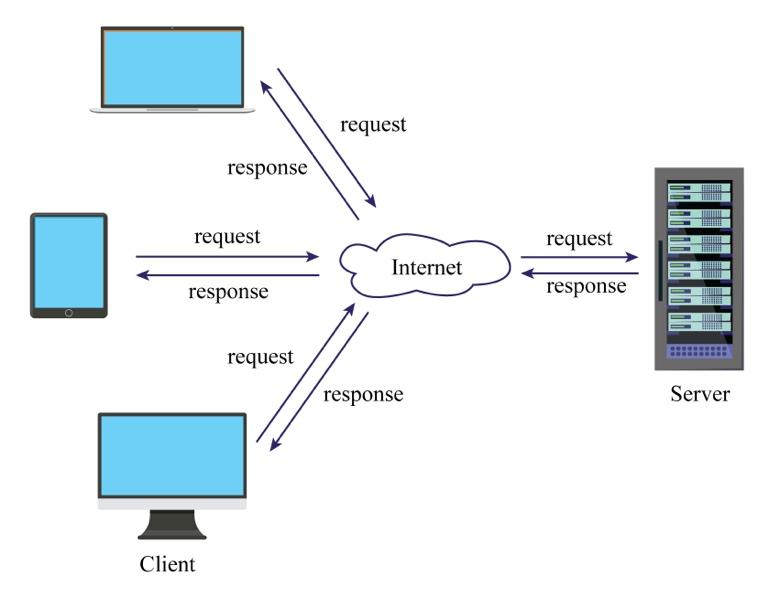 request
response
request
response
Internet
request
response
request
response
Server
Client